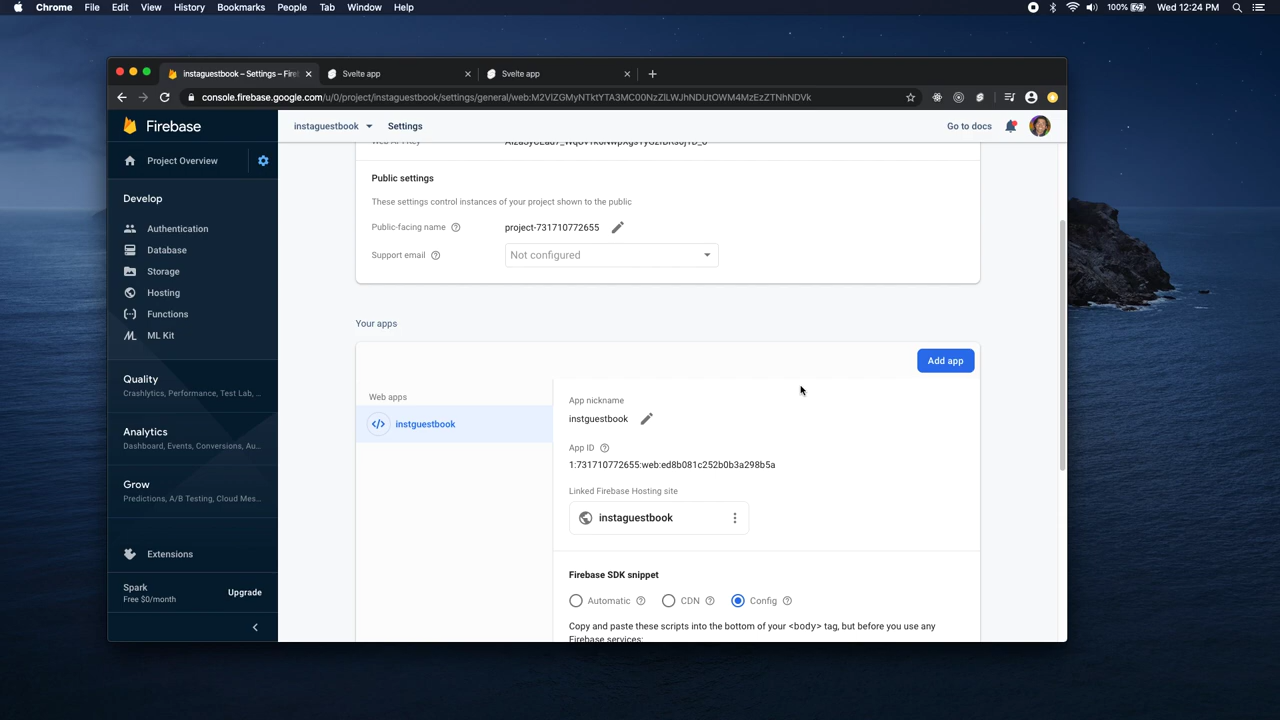 Chrome File Edit View History Bookmarks People Tab Window Help 100% Wed 12:24 PM
instaguestbook – Settings – Fire Svelte app Svelte app
console.firebase.google.com/u/0/project/instaguestbook/settings/general/web:M2VlZGMyNTktYTA3MC00NzZlLWJhNDUtOWM4MzEzZTNhNDVk
Firebase
instaguestbook Settings Go to docs
Project Overview
Develop
Authentication
Database
Storage
Hosting
Functions
ML Kit
Quality
Crashlytics, Performance, Test Lab, ...
Analytics
Dashboard, Events, Conversions, Au...
Grow
Predictions, A/B Testing, Cloud Mes...
Extensions
Spark
Free $0/month
Upgrade
Public settings
These settings control instances of your project shown to the public
Public-facing name project-731710772655
Support email Not configured
Your apps
Add app
Web apps
instguestbook
App nickname
instguestbook
App ID
1:731710772655:web:ed8b081c252b0b3a298b5a
Linked Firebase Hosting site
instaguestbook
Firebase SDK snippet
Automatic CDN Config
Copy and paste these scripts into the bottom of your <body> tag, but before you use any
Firebase services: